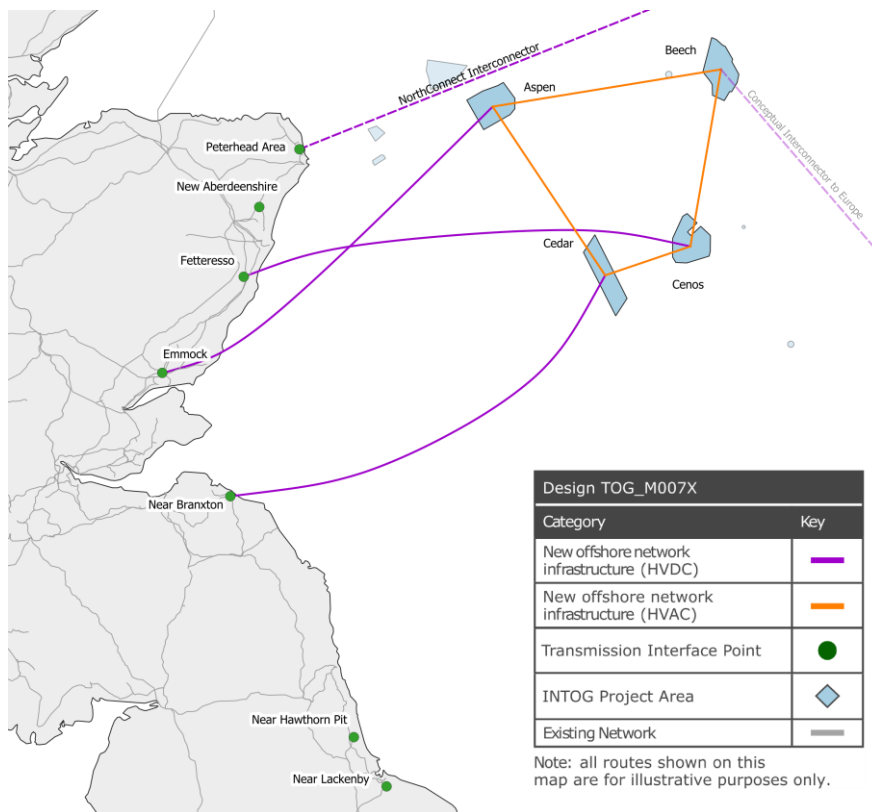 Beech
NorthConnect Interconnector
Aspen
Conceptual Interconnector to Europe
Peterhead Area
New Aberdeenshire
Cedar
Fetteresso
Cenos
Emmock
Near Branxton
Near Hawthorn Pit
Near Lackenby
Design TOG_M007X
Category Key
New offshore network
infrastructure (HVDC)
New offshore network
infrastructure (HVAC)
Transmission Interface Point
INTOG Project Area
Existing Network
Note: all routes shown on this
map are for illustrative purposes only.